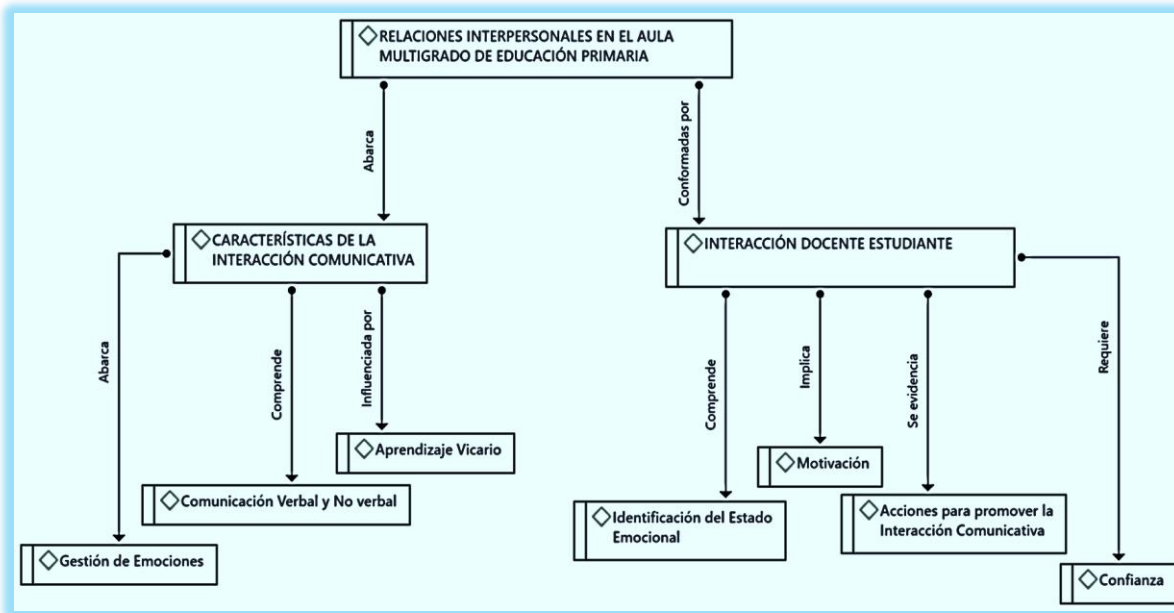 RELACIONES INTERPERSONALES EN EL AULA
MULTIGRADO DE EDUCACIÓN PRIMARIA
Abarca
Conformadas por
CARACTERÍSTICAS DE LA
INTERACCIÓN COMUNICATIVA
INTERACCIÓN DOCENTE ESTUDIANTE
Abarca
Comprende
Influenciada por
Comprende
Implica
Se evidencia
Requiere
Aprendizaje Vicario
Motivación
Comunicación Verbal y No verbal
Identificación del Estado
Emocional
Acciones para promover la
Interacción Comunicativa
Gestión de Emociones
Confianza